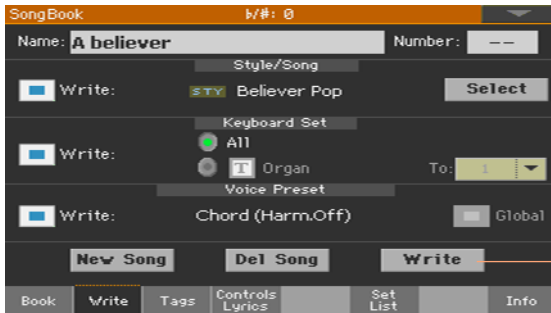 SongBook b/#: 0
Name: A believer Number: --
Style/Song
Write: STY Believer Pop Select
Keyboard Set
All
Write:
T Organ To: 1
Voice Preset
Write: Chord (Harm.Off) Global
New Song Del Song Write
Book Write Tags Controls Lyrics Set List Info